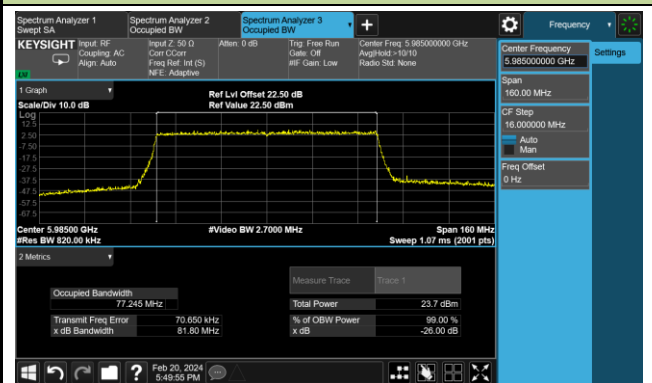 Spectrum Analyzer 1
Swept SA
Spectrum Analyzer 2
Occupied BW
Spectrum Analyzer 3
Occupied BW
+
Frequency
KEYSIGHT
Input: RF
Coupling: AC
Align: Auto
Input Z: 50 Ω
Corr CCorr
Freq Ref: Int (S)
NFE: Adaptive
Atten: 0 dB
Trig: Free Run
Gate: Off
#IF Gain: Low
Center Freq: 5.985000000 GHz
Avg|Hold:>10/10
Radio Std: None
LXI
Center Frequency
5.985000000 GHz
Settings
Span
160.00 MHz
CF Step
16.000000 MHz
Auto
Man
Freq Offset
0 Hz
1 Graph
Scale/Div 10.0 dB
Ref Lvl Offset 22.50 dB
Ref Value 22.50 dBm
Log
12.5
2.50
-7.50
-17.5
-27.5
-37.5
-47.5
-57.5
-67.5
Center 5.98500 GHz
#Video BW 2.7000 MHz
Span 160 MHz
#Res BW 820.00 kHz
Sweep 1.07 ms (2001 pts)
2 Metrics
Measure Trace
Trace 1
Occupied Bandwidth
77.245 MHz
Total Power
23.7 dBm
Transmit Freq Error
70.650 kHz
% of OBW Power
99.00 %
x dB Bandwidth
81.80 MHz
x dB
-26.00 dB
?
Feb 20, 2024
5:49:55 PM